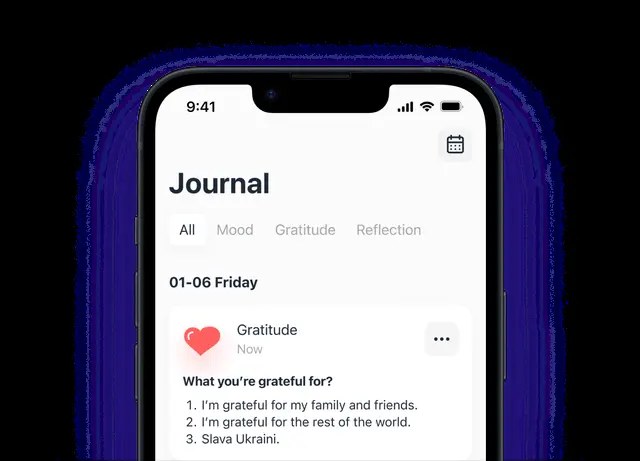 9:41
Journal
All Mood Gratitude Reflection
01-06 Friday
Gratitude
Now
What you’re grateful for?
1. I’m grateful for my family and friends.
2. I’m grateful for the rest of the world.
3. Slava Ukraini.